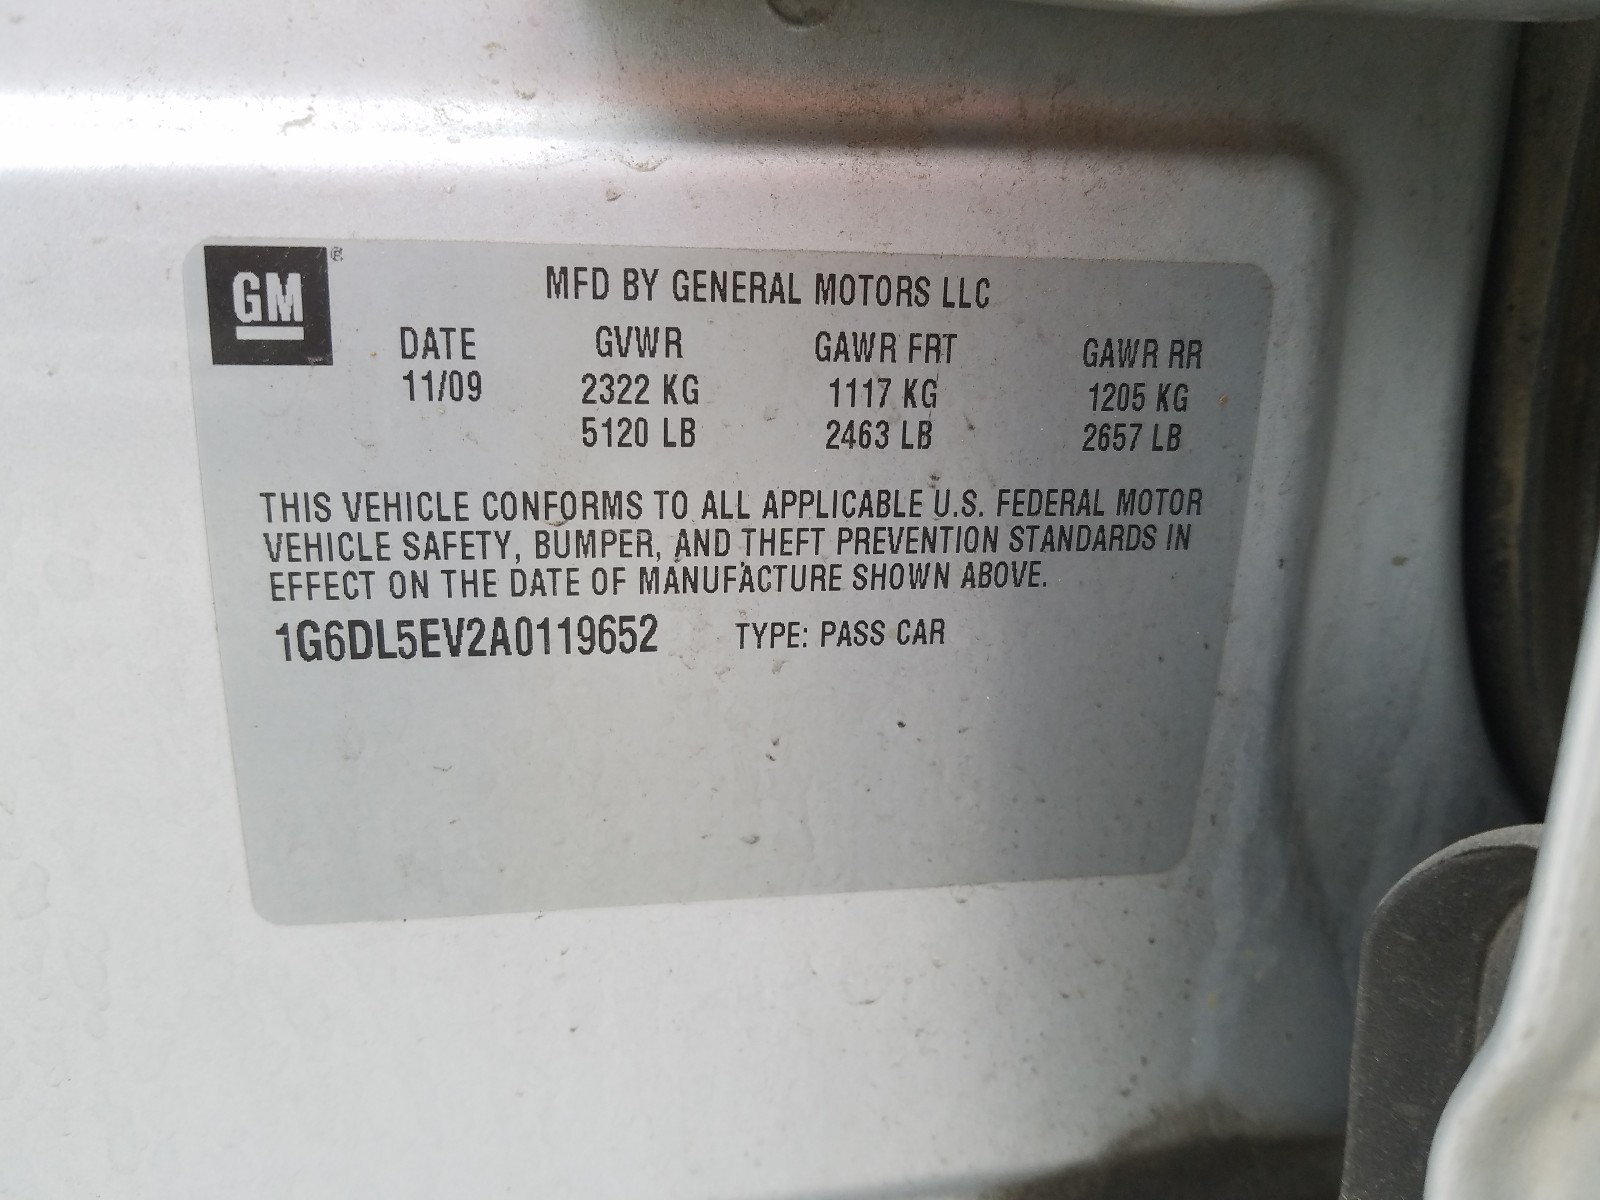 GM ®
MFD BY GENERAL MOTORS LLC
DATE GVWR GAWR FRT GAWR RR
11/09 2322 KG 1117 KG 1205 KG
5120 LB 2463 LB 2657 LB
THIS VEHICLE CONFORMS TO ALL APPLICABLE U.S. FEDERAL MOTOR
VEHICLE SAFETY, BUMPER, AND THEFT PREVENTION STANDARDS IN
EFFECT ON THE DATE OF MANUFACTURE SHOWN ABOVE.
1G6DL5EV2A0119652 TYPE: PASS CAR